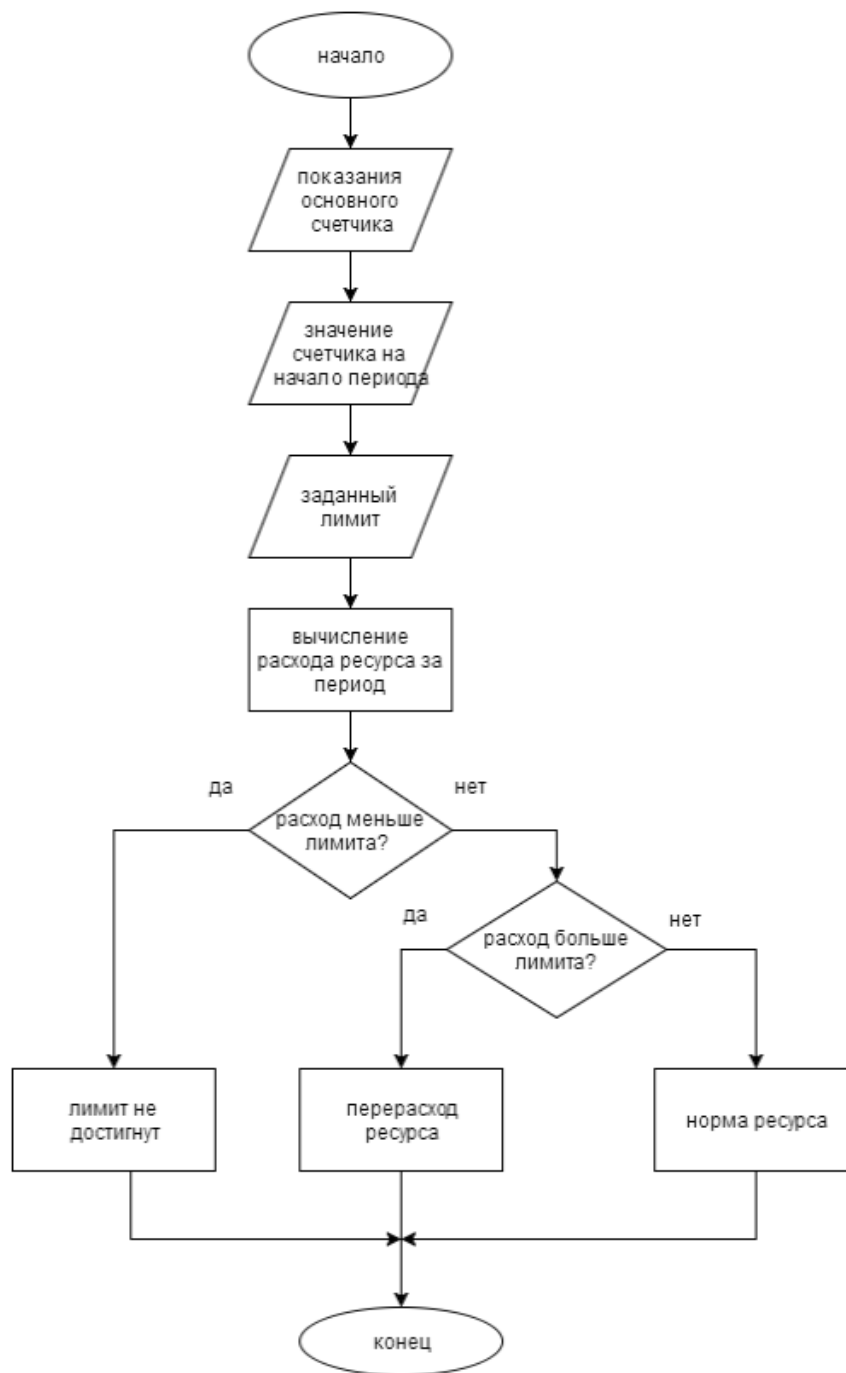 начало
показания
основного
счетчика
значение
счетчика на
начало периода
заданный
лимит
вычисление
расхода ресурса за
период
да
нет
расход меньше
лимита?
да
нет
расход больше
лимита?
лимит не
достигнут
перерасход
ресурса
норма ресурса
конец